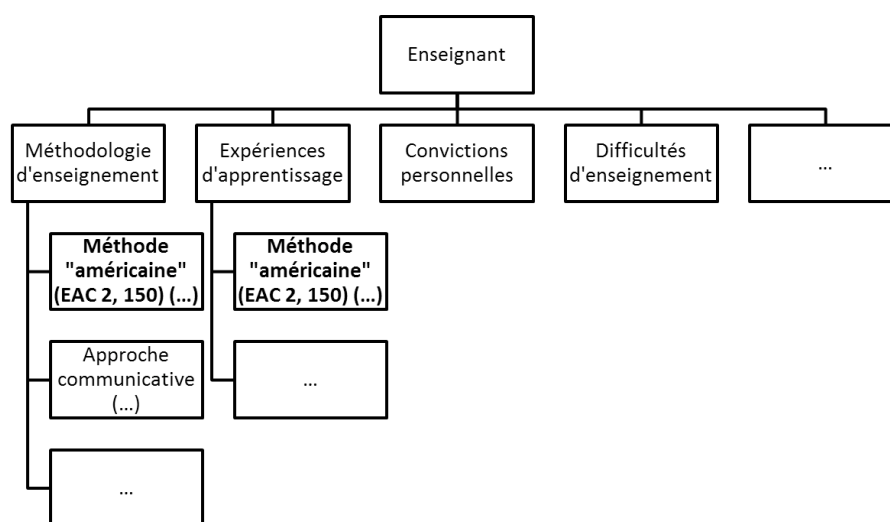 Enseignant
Méthodologie
d'enseignement
Expériences
d'apprentissage
Convictions
personnelles
Difficultés
d'enseignement
...
Méthode
"américaine"
(EAC 2, 150) (...)
Méthode
"américaine"
(EAC 2, 150) (...)
Approche
communicative
(...)
...
...